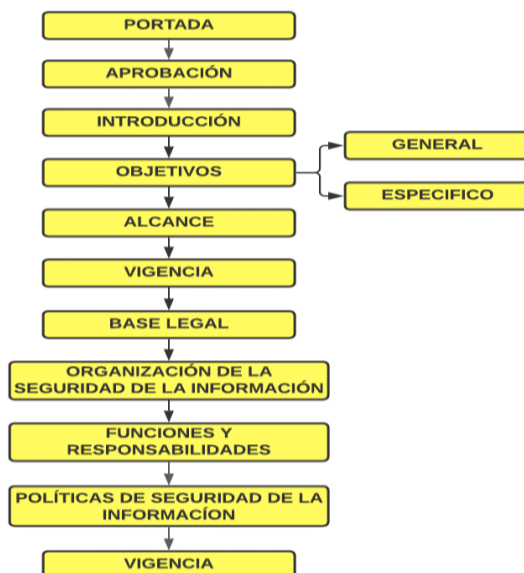 PORTADA
APROBACIÓN
INTRODUCCIÓN
OBJETIVOS
GENERAL
ESPECIFICO
ALCANCE
VIGENCIA
BASE LEGAL
ORGANIZACIÓN DE LA
SEGURIDAD DE LA INFORMACIÓN
FUNCIONES Y
RESPONSABILIDADES
POLÍTICAS DE SEGURIDAD DE LA
INFORMACÍON
VIGENCIA